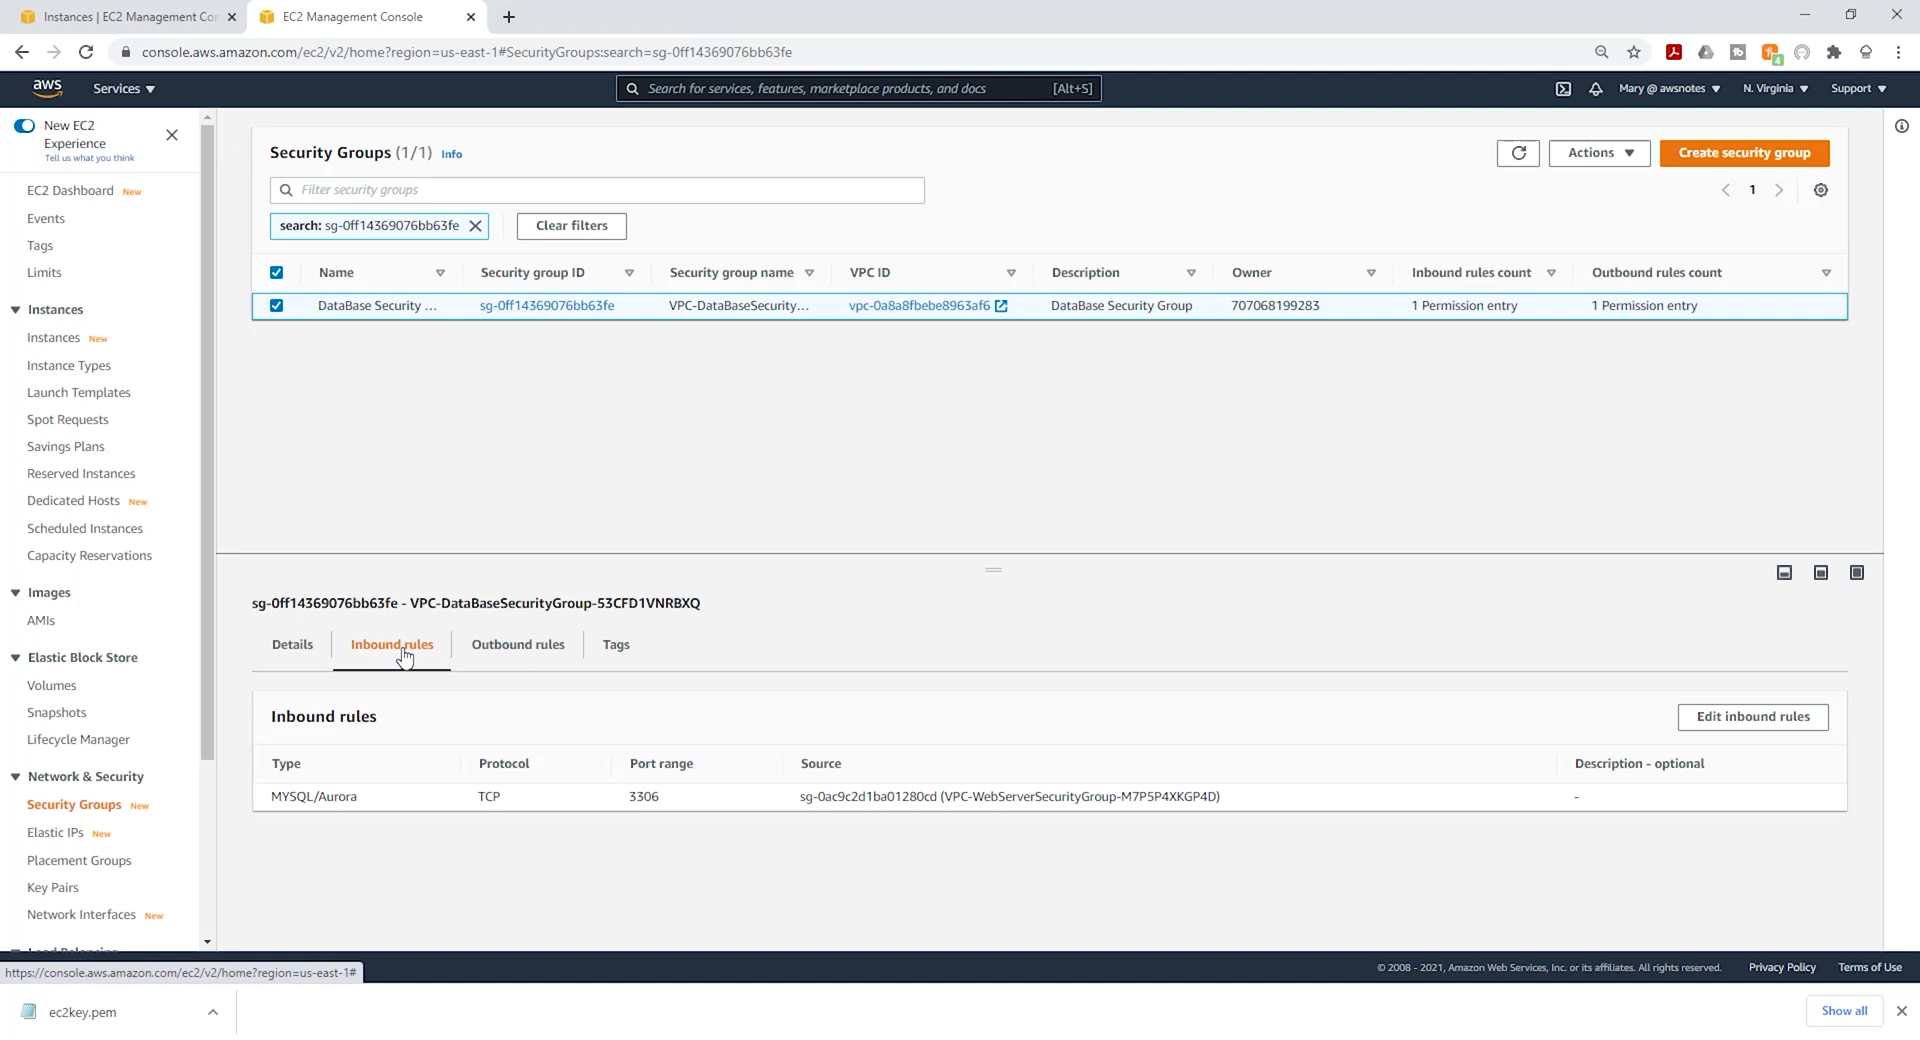 Instances | EC2 Management Con
EC2 Management Console
console.aws.amazon.com/ec2/v2/home?region=us-east-1#SecurityGroups:search=sg-0ff14369076bb63fe
4
aws
Services
Search for services, features, marketplace products, and docs
[Alt+S]
Mary @ awsnotes
N. Virginia
Support
New EC2
Experience
Tell us what you think
EC2 Dashboard New
Events
Tags
Limits
Instances
Instances New
Instance Types
Launch Templates
Spot Requests
Savings Plans
Reserved Instances
Dedicated Hosts New
Scheduled Instances
Capacity Reservations
Images
AMIs
Elastic Block Store
Volumes
Snapshots
Lifecycle Manager
Network & Security
Security Groups New
Elastic IPs New
Placement Groups
Key Pairs
Network Interfaces New
Load Balancing
Security Groups (1/1) Info
Actions
Create security group
Filter security groups
1
search: sg-0ff14369076bb63fe
Clear filters
Name Security group ID Security group name VPC ID Description Owner Inbound rules count Outbound rules count
DataBase Security ... sg-0ff14369076bb63fe VPC-DataBaseSecurity... vpc-0a8a8fbebe8963af6 DataBase Security Group 707068199283 1 Permission entry 1 Permission entry
sg-0ff14369076bb63fe - VPC-DataBaseSecurityGroup-53CFD1VNRBXQ
Details
Inbound rules
Outbound rules
Tags
Inbound rules
Edit inbound rules
Type Protocol Port range Source Description - optional
MYSQL/Aurora TCP 3306 sg-0ac9c2d1ba01280cd (VPC-WebServerSecurityGroup-M7P5P4XKGP4D) -
https://console.aws.amazon.com/ec2/v2/home?region=us-east-1#
© 2008 - 2021, Amazon Web Services, Inc. or its affiliates. All rights reserved.
Privacy Policy
Terms of Use
ec2key.pem
Show all